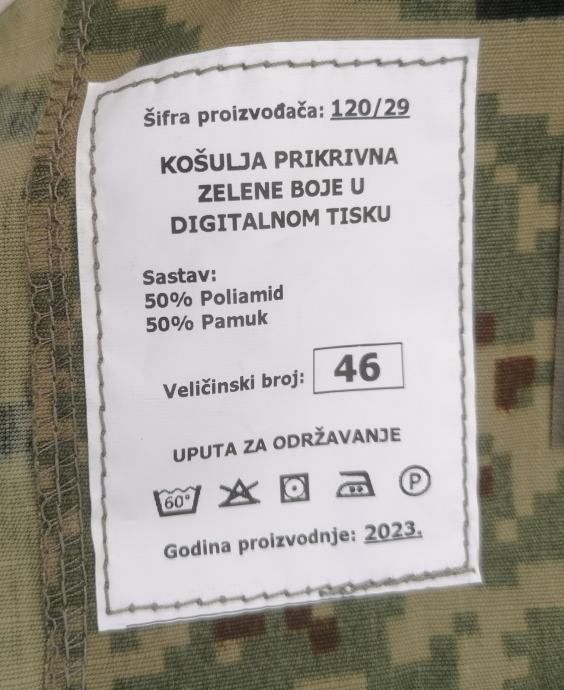 Šifra proizvođača: 120/29
KOŠULJA PRIKRIVNA
ZELENE BOJE U
DIGITALNOM TISKU
Sastav:
50% Poliamid
50% Pamuk
Veličinski broj: 46
UPUTA ZA ODRŽAVANJE
60° P
Godina proizvodnje: 2023.